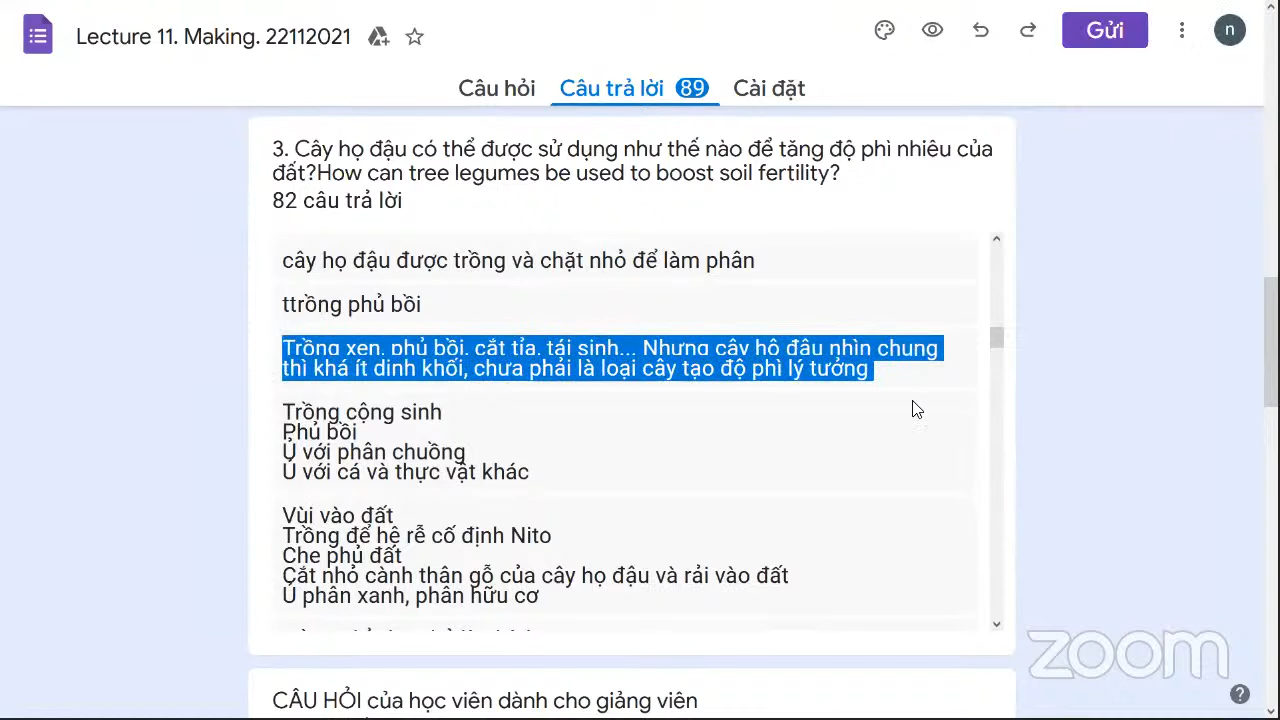 Lecture 11. Making. 22112021
Gửi
n
Câu hỏi
Câu trả lời 89
Cài đặt
3. Cây họ đậu có thể được sử dụng như thế nào để tăng độ phì nhiêu của
đất?How can tree legumes be used to boost soil fertility?
82 câu trả lời
cây họ đậu được trồng và chặt nhỏ để làm phân
ttrồng phủ bồi
Trồng xen, phủ bồi, cắt tỉa, tái sinh... Nhưng cây hộ đậu nhìn chung
thì khá ít dinh khối, chưa phải là loại cây tạo độ phì lý tưởng
Trồng cộng sinh
Phủ bồi
Ủ với phân chuồng
Ủ với cá và thực vật khác
Vùi vào đất
Trồng để hệ rễ cố định Nito
Che phủ đất
Cắt nhỏ cành thân gỗ của cây họ đậu và rải vào đất
Ủ phân xanh, phân hữu cơ
CÂU HỎI của học viên dành cho giảng viên
zoom